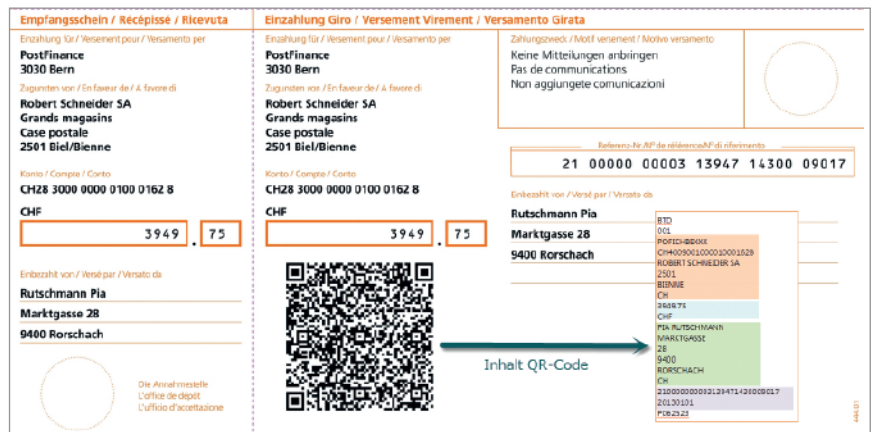 Empfangsschein / Récépissé / Ricevuta
Einzahlung für / Versement pour / Versamento per
PostFinance
3030 Bern
Zugunsten von / En faveur de / A favore di
Robert Schneider SA
Grands magasins
Case postale
2501 Biel/Bienne
Konto / Compte / Conto
CH28 3000 0000 0100 0162 8
CHF
3949 . 75
Einbezahlt von / Versé par / Versato da
Rutschmann Pia
Marktgasse 28
9400 Rorschach
Die Annahmestelle
L'office de dépôt
L'ufficio d'accettazione
Einzahlung Giro / Versement Virement / Versamento Girata
Einzahlung für / Versement pour / Versamento per
PostFinance
3030 Bern
Zugunsten von / En faveur de / A favore di
Robert Schneider SA
Grands magasins
Case postale
2501 Biel/Bienne
Konto / Compte / Conto
CH28 3000 0000 0100 0162 8
CHF
3949 . 75
Zahlungszweck / Motif versement / Motivo versamento
Keine Mitteilungen anbringen
Pas de communications
Non aggiungete comunicazioni
Referenz-Nr./N° de référence/N° di riferimento
21 00000 00003 13947 14300 09017
Einbezahlt von / Versé par / Versato da
Rutschmann Pia
Marktgasse 28
9400 Rorschach
Inhalt QR-Code
BTD
001
ROBERT SCHNEIDER SA
2501
BIENNE
CH
3949.75
CHF
PIA RUTSCHMANN
MARKTGASSE
28
9400
RORSCHACH
CH